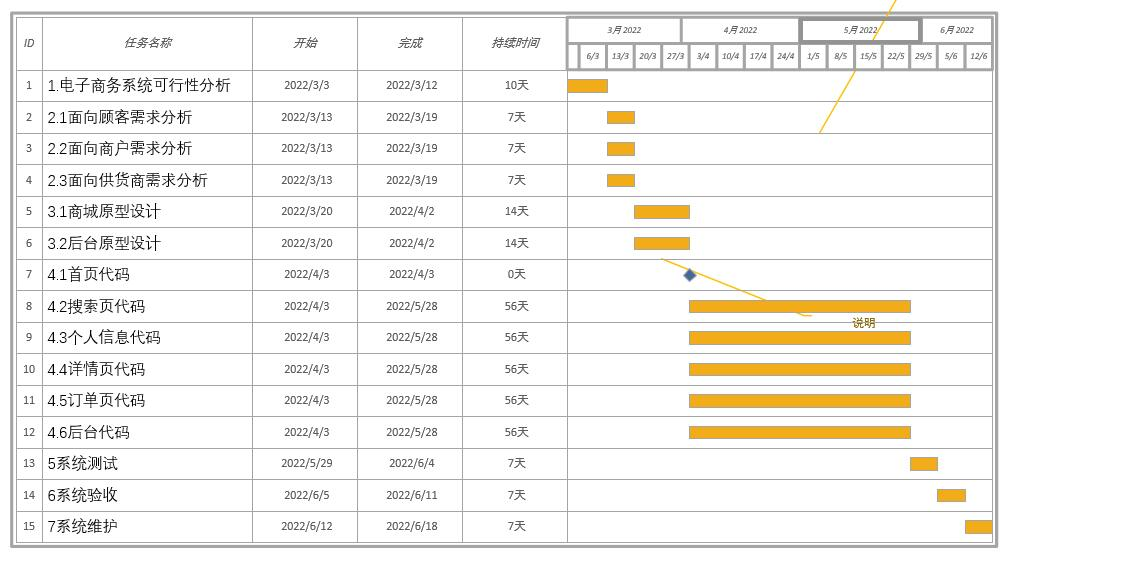 ID 任务名称 开始 完成 持续时间 3月 2022 4月 2022 5月 2022 6月 2022
6/3 13/3 20/3 27/3 3/4 10/4 17/4 24/4 1/5 8/5 15/5 22/5 29/5 5/6 12/6
1 1.电子商务系统可行性分析 2022/3/3 2022/3/12 10天
2 2.1面向顾客需求分析 2022/3/13 2022/3/19 7天
3 2.2面向商户需求分析 2022/3/13 2022/3/19 7天
4 2.3面向供货商需求分析 2022/3/13 2022/3/19 7天
5 3.1商城原型设计 2022/3/20 2022/4/2 14天
6 3.2后台原型设计 2022/3/20 2022/4/2 14天
7 4.1首页代码 2022/4/3 2022/4/3 0天
8 4.2搜索页代码 2022/4/3 2022/5/28 56天
说明
9 4.3个人信息代码 2022/4/3 2022/5/28 56天
10 4.4详情页代码 2022/4/3 2022/5/28 56天
11 4.5订单页代码 2022/4/3 2022/5/28 56天
12 4.6后台代码 2022/4/3 2022/5/28 56天
13 5系统测试 2022/5/29 2022/6/4 7天
14 6系统验收 2022/6/5 2022/6/11 7天
15 7系统维护 2022/6/12 2022/6/18 7天